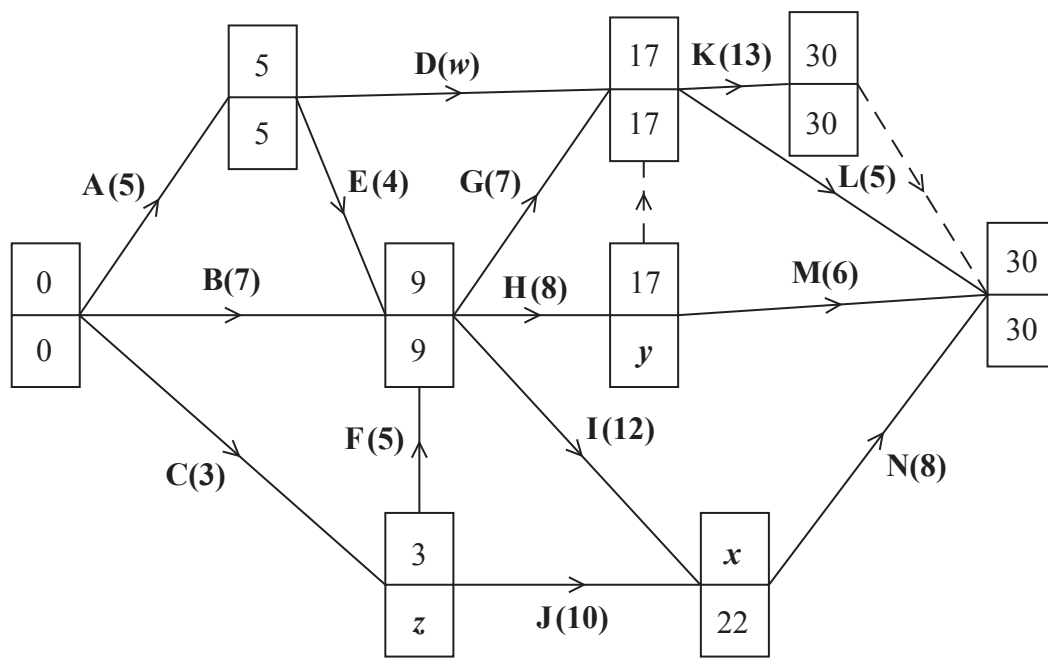 5
5
D(w)
17
17
K(13)
30
30
A(5)
E(4)
G(7)
L(5)
0
0
B(7)
9
9
H(8)
17
y
M(6)
30
30
C(3)
F(5)
I(12)
N(8)
3
z
J(10)
x
22